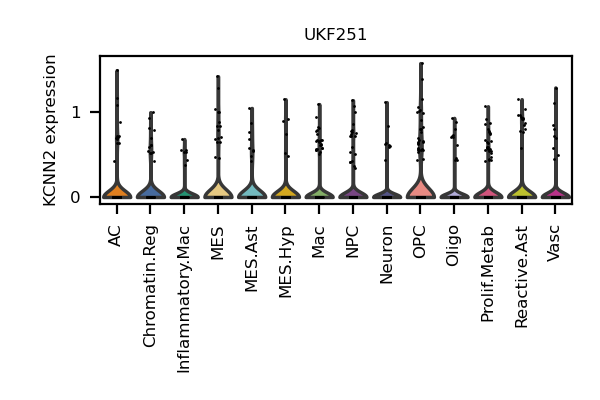 UKF251
KCNN2 expression
1
0
AC
Chromatin.Reg
Inflammatory.Mac
MES
MES.Ast
MES.Hyp
Mac
NPC
Neuron
OPC
Oligo
Prolif.Metab
Reactive.Ast
Vasc